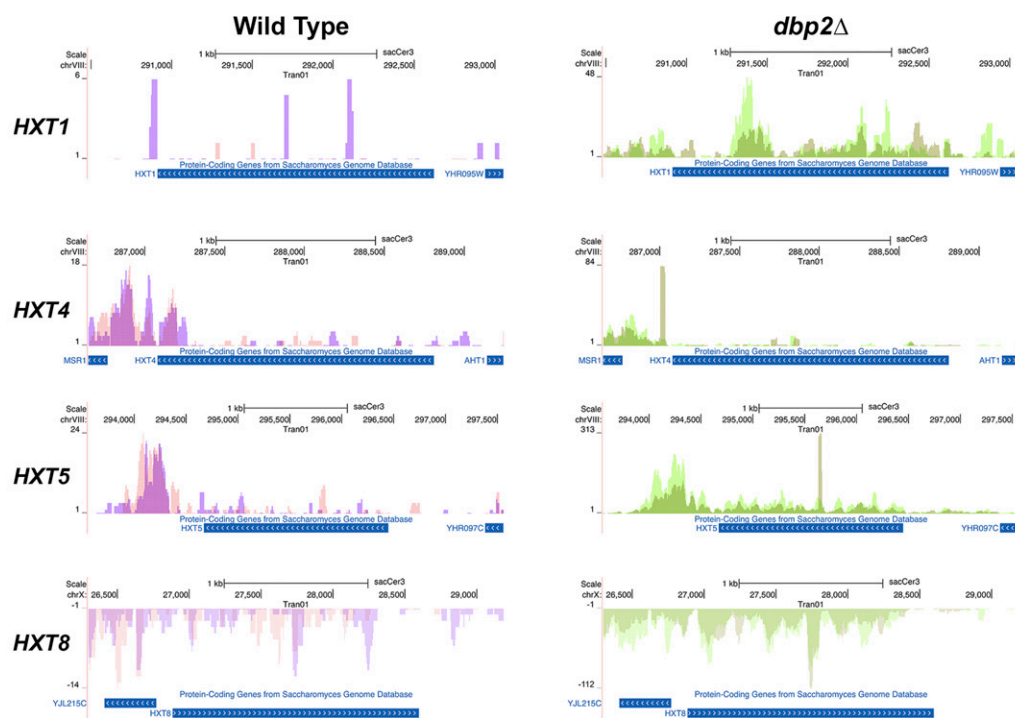 Wild Type
dbp2Δ
HXT1
Scale
1 kb
sacCer3
chrVIII:
291,000
291,500
292,000
292,500
293,000
6
Tran01
1
Protein-Coding Genes from Saccharomyces Genome Database
HXT1
YHR095W
Scale
1 kb
sacCer3
chrVIII:
291,000
291,500
292,000
292,500
293,000
48
Tran01
1
Protein-Coding Genes from Saccharomyces Genome Database
HXT1
YHR095W
HXT4
Scale
1 kb
sacCer3
chrVIII:
287,000
287,500
288,000
288,500
289,000
18
Tran01
1
Protein-Coding Genes from Saccharomyces Genome Database
MSR1
HXT4
AHT1
Scale
1 kb
sacCer3
chrVIII:
287,000
287,500
288,000
288,500
289,000
84
Tran01
1
Protein-Coding Genes from Saccharomyces Genome Database
MSR1
HXT4
AHT1
HXT5
Scale
1 kb
sacCer3
chrVIII:
294,000
294,500
295,000
295,500
296,000
296,500
297,000
297,500
24
Tran01
1
Protein-Coding Genes from Saccharomyces Genome Database
HXT5
YHR097C
Scale
1 kb
sacCer3
chrVIII:
294,000
294,500
295,000
295,500
296,000
296,500
297,000
297,500
313
Tran01
1
Protein-Coding Genes from Saccharomyces Genome Database
HXT5
YHR097C
HXT8
Scale
1 kb
sacCer3
chrX:
26,500
27,000
27,500
28,000
28,500
29,000
-1
Tran01
-14
Protein-Coding Genes from Saccharomyces Genome Database
YJL215C
HXT8
Scale
1 kb
sacCer3
chrX:
26,500
27,000
27,500
28,000
28,500
29,000
-1
Tran01
-112
Protein-Coding Genes from Saccharomyces Genome Database
YJL215C
HXT8